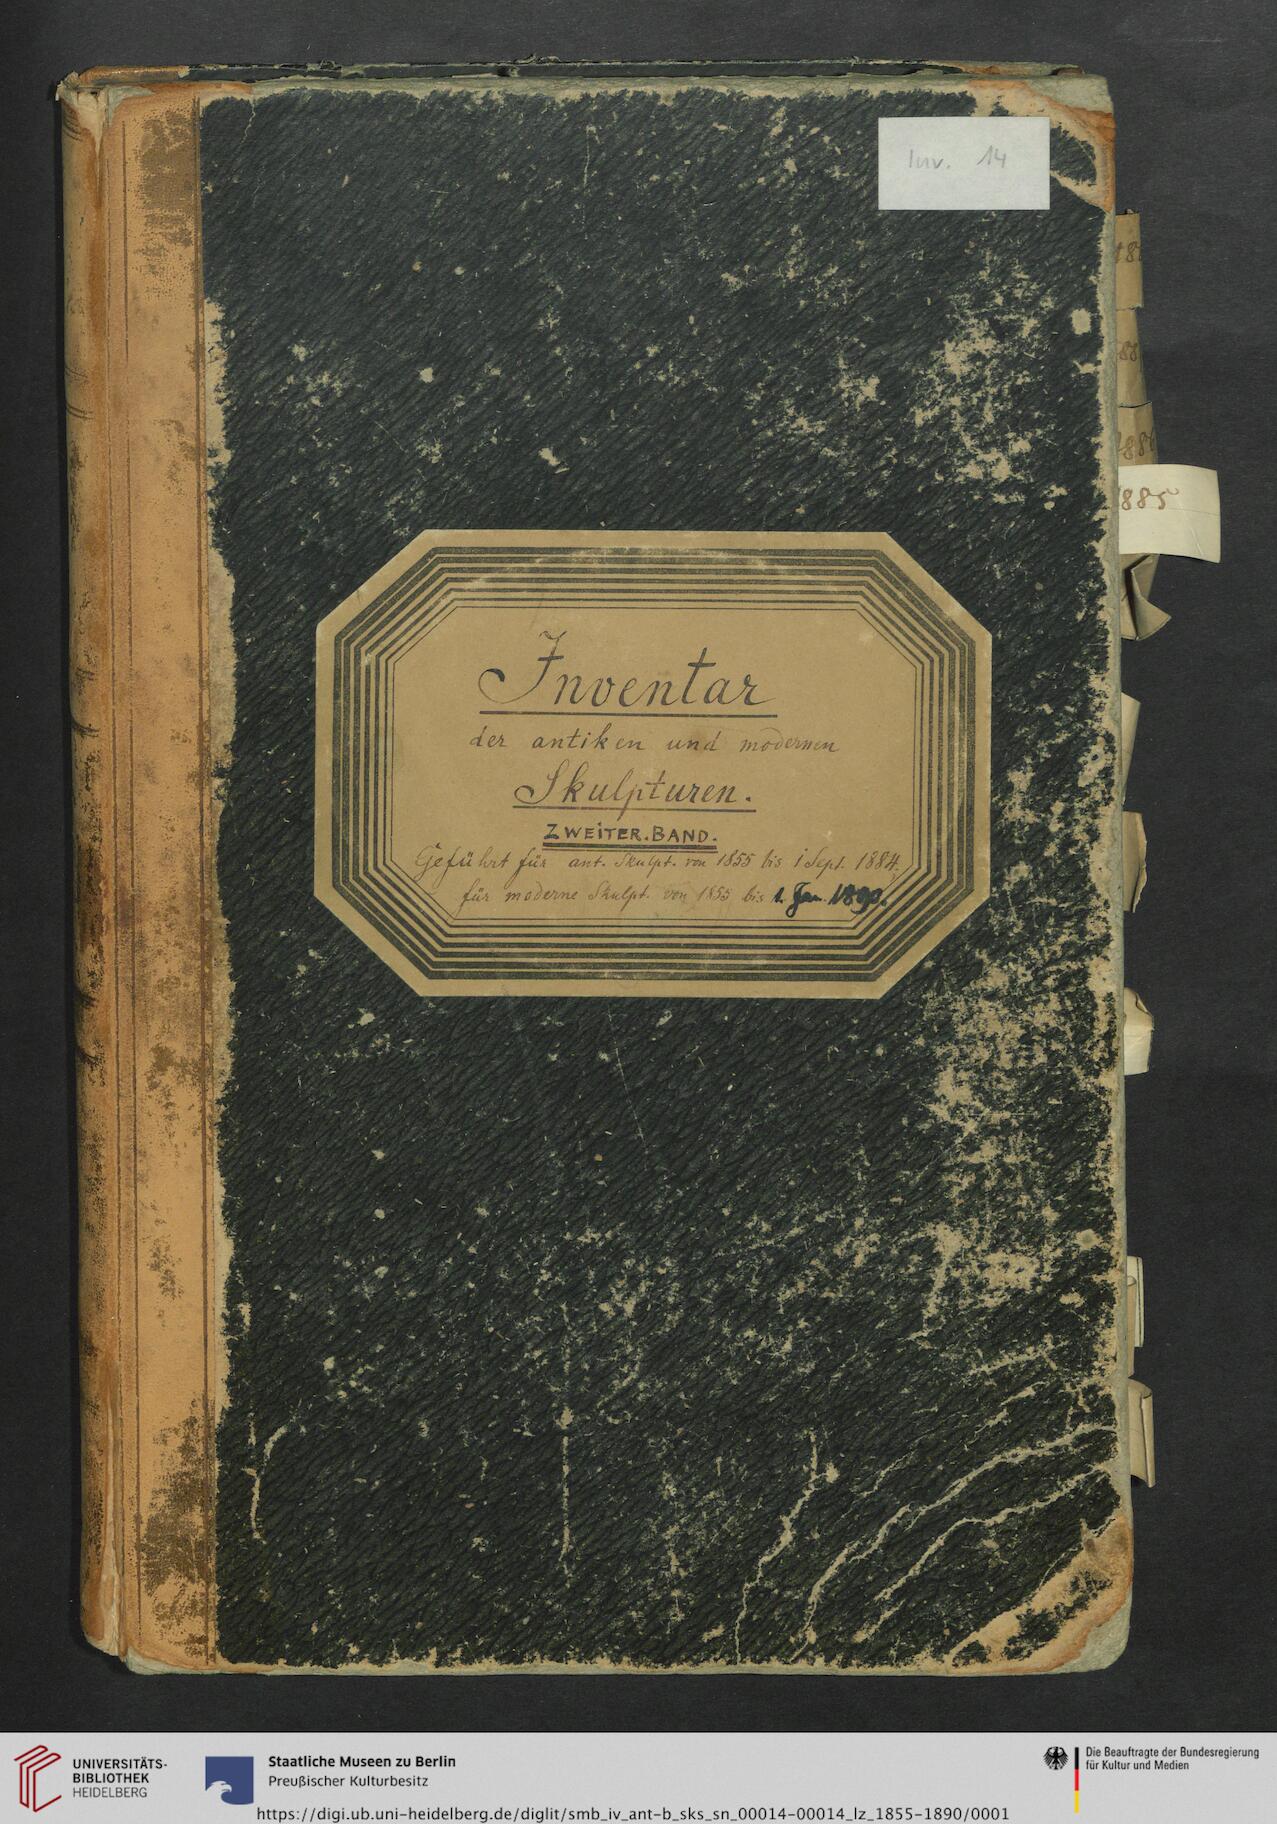 Inv. 14
188
1885
Inventar
der antiken und modernen
Skulpturen.
ZWEITER.BAND.
Geführt für ant. Skulpt. von 1855 bis 1 Sept. 1884.
für moderne Skulpt. von 1855 bis 1. Jan. 1890.
UNIVERSITÄTS-
BIBLIOTHEK
HEIDELBERG
Staatliche Museen zu Berlin
Preußischer Kulturbesitz
Die Beauftragte der Bundesregierung
für Kultur und Medien
https://digi.ub.uni-heidelberg.de/diglit/smb_iv_ant-b_sks_sn_00014-00014_lz_1855-1890/0001